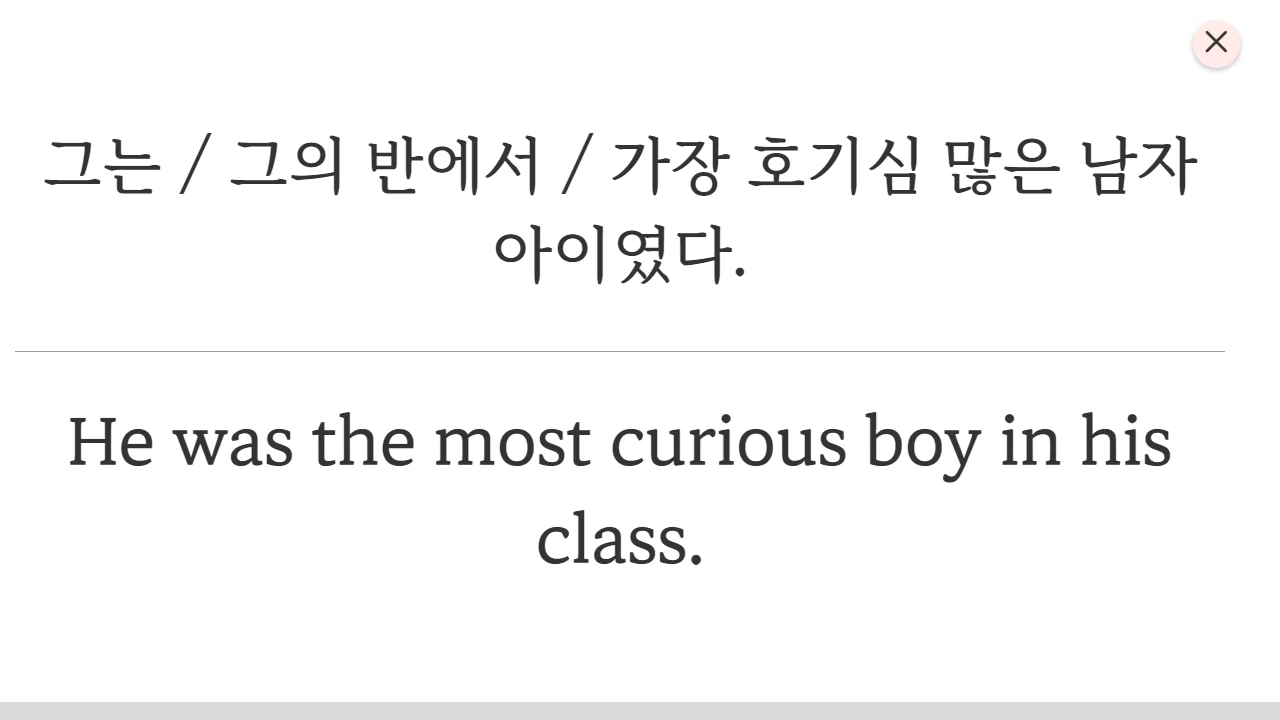 그는 / 그의 반에서 / 가장 호기심 많은 남자
아이였다.
He was the most curious boy in his
class.